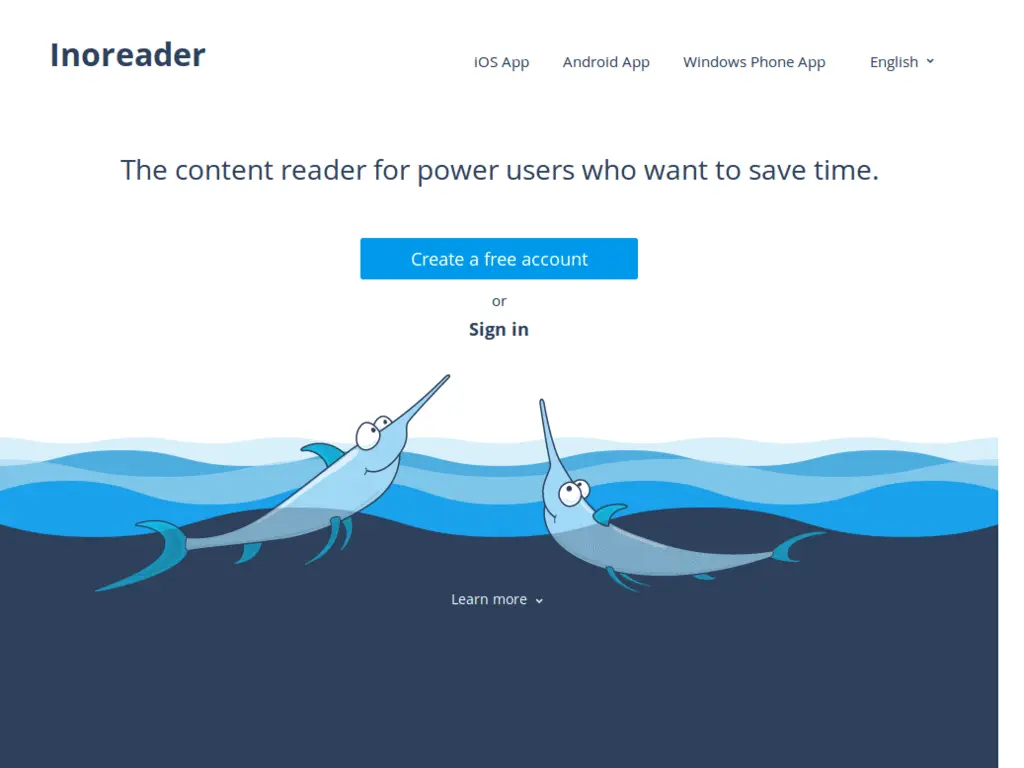 Inoreader
iOS App Android App Windows Phone App English
The content reader for power users who want to save time.
Create a free account
or
Sign in
Learn more